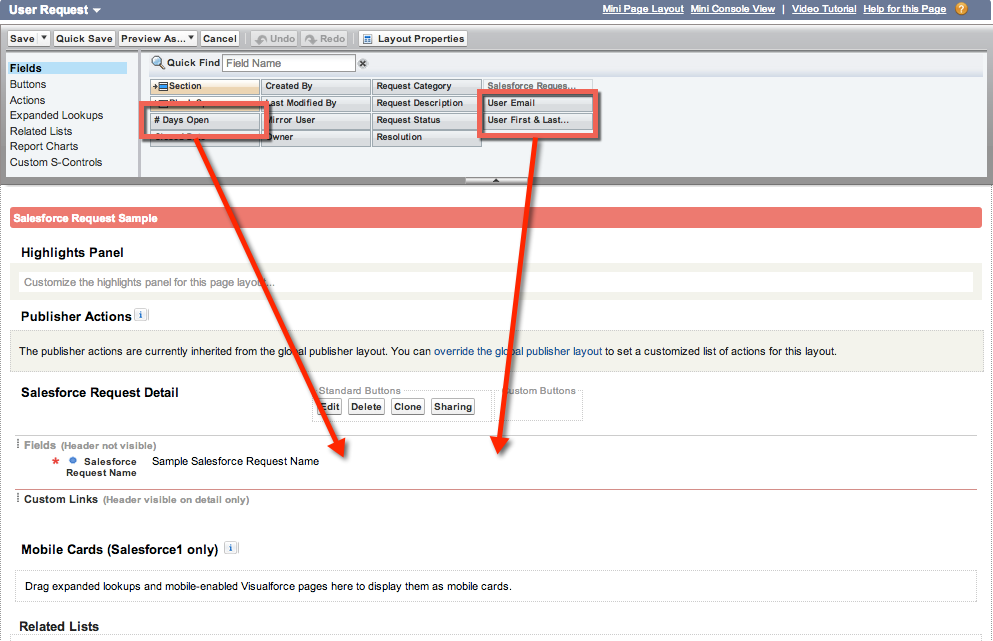 User Request
Mini Page Layout Mini Console View | Video Tutorial Help for this Page ?
Save Quick Save Preview As... Cancel Undo Redo Layout Properties
Fields
Buttons
Actions
Expanded Lookups
Related Lists
Report Charts
Custom S-Controls
Quick Find Field Name
Section Created By Request Category Salesforce Reques...
Last Modified By Request Description User Email
# Days Open Mirror User Request Status User First & Last...
Owner Resolution
Salesforce Request Sample
Highlights Panel
Customize the highlights panel for this page layout...
Publisher Actions i
The publisher actions are currently inherited from the global publisher layout. You can override the global publisher layout to set a customized list of actions for this layout.
Salesforce Request Detail
Standard Buttons Custom Buttons
Edit Delete Clone Sharing
Fields (Header not visible)
* Salesforce Request Name Sample Salesforce Request Name
Custom Links (Header visible on detail only)
Mobile Cards (Salesforce1 only) i
Drag expanded lookups and mobile-enabled Visualforce pages here to display them as mobile cards.
Related Lists